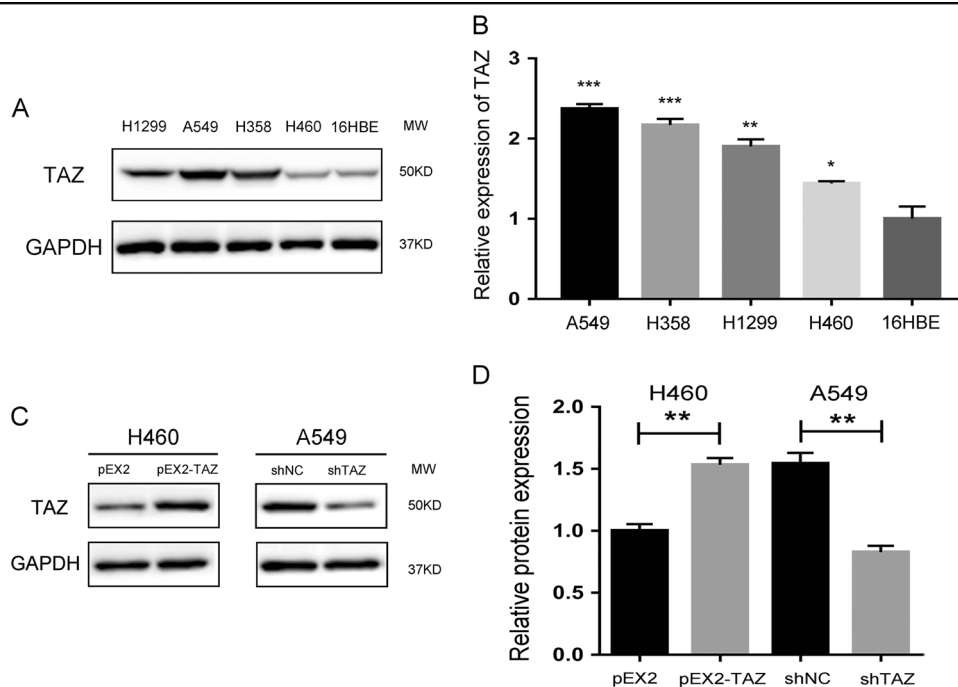 A
H1299 A549 H358 H460 16HBE MW
TAZ 50KD
GAPDH 37KD
B
Relative expression of TAZ
3
2
1
0
***
***
**
*
A549 H358 H1299 H460 16HBE
C
H460 A549
pEX2 pEX2-TAZ shNC shTAZ MW
TAZ 50KD
GAPDH 37KD
D
H460 A549
** **
Relative protein expression
2.0
1.5
1.0
0.5
0.0
pEX2 pEX2-TAZ shNC shTAZ